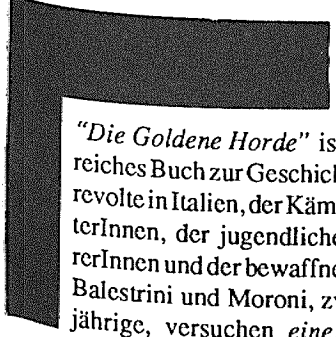 "Die Goldene Horde" is
reiches Buch zur Geschich
revolte in Italien, der Käm
terInnen, der jugendliche
rerInnen und der bewaffne
Balestrini und Moroni, z
jährige, versuchen eine